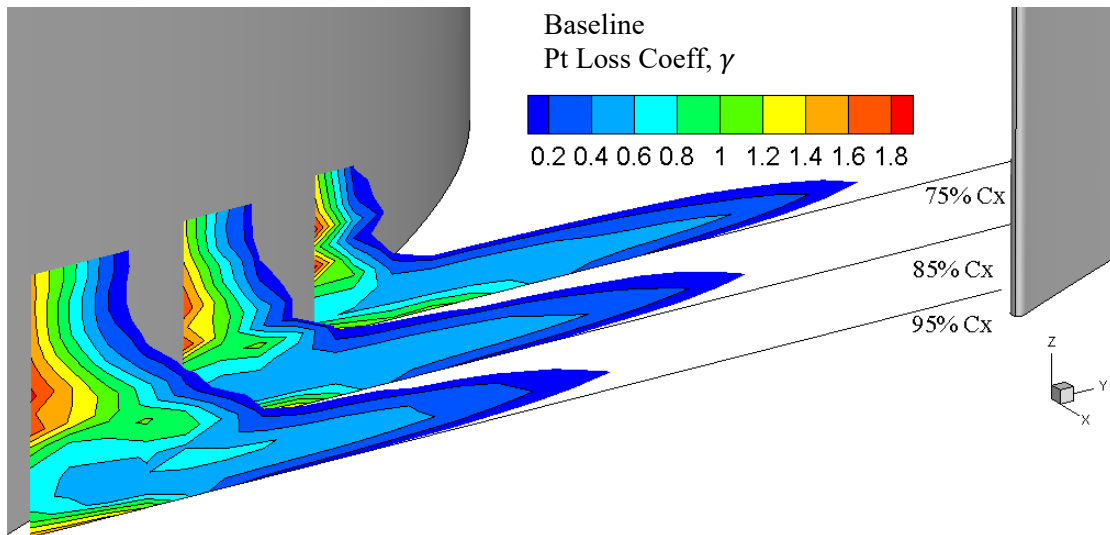 Baseline
Pt Loss Coeff, γ
0.2 0.4 0.6 0.8 1 1.2 1.4 1.6 1.8
75% Cx
85% Cx
95% Cx
Z
Y
X